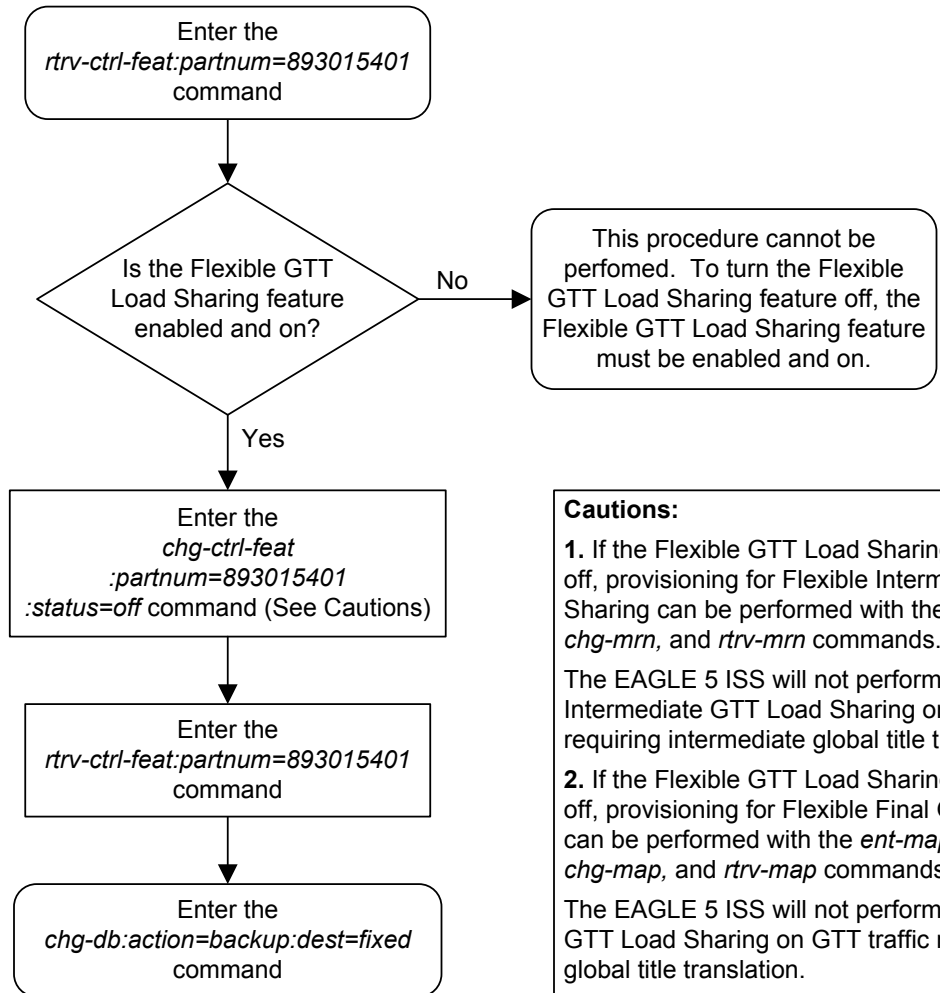 Enter the
rtrv-ctrl-feat:partnum=893015401
command
Is the Flexible GTT
Load Sharing feature
enabled and on?
No
This procedure cannot be
perfomed. To turn the Flexible
GTT Load Sharing feature off, the
Flexible GTT Load Sharing feature
must be enabled and on.
Yes
Enter the
chg-ctrl-feat
:partnum=893015401
:status=off command (See Cautions)
Enter the
rtrv-ctrl-feat:partnum=893015401
command
Enter the
chg-db:action=backup:dest=fixed
command
Cautions:
1. If the Flexible GTT Load Sharing
off, provisioning for Flexible
Sharing can be performed with the
chg-mrn, and rtrv-mrn commands.
The EAGLE 5 ISS will not perform
Intermediate GTT Load Sharing
requiring intermediate global title
2. If the Flexible GTT Load Sharing
off, provisioning for Flexible Final
can be performed with the
chg-map, and rtrv-map commands
The EAGLE 5 ISS will not perform
GTT Load Sharing on GTT traffic
global title translation.